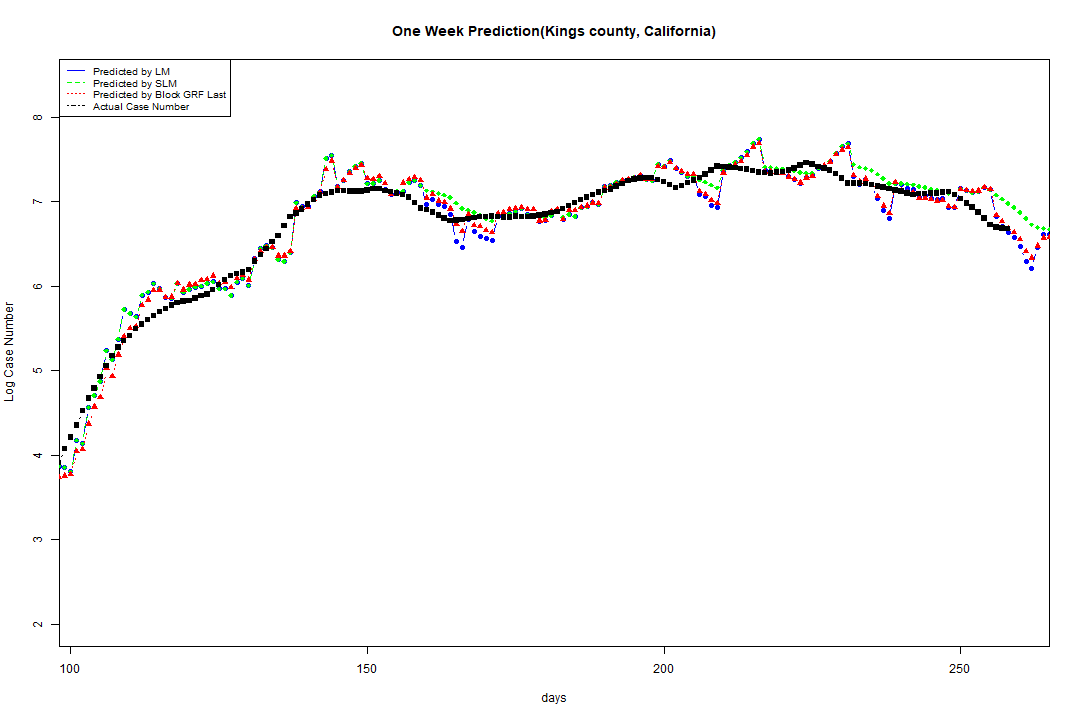 One Week Prediction(Kings county, California)
Predicted by LM
Predicted by SLM
Predicted by Block GRF Last
Actual Case Number
8
7
6
5
4
3
2
Log Case Number
100 150 200 250
days